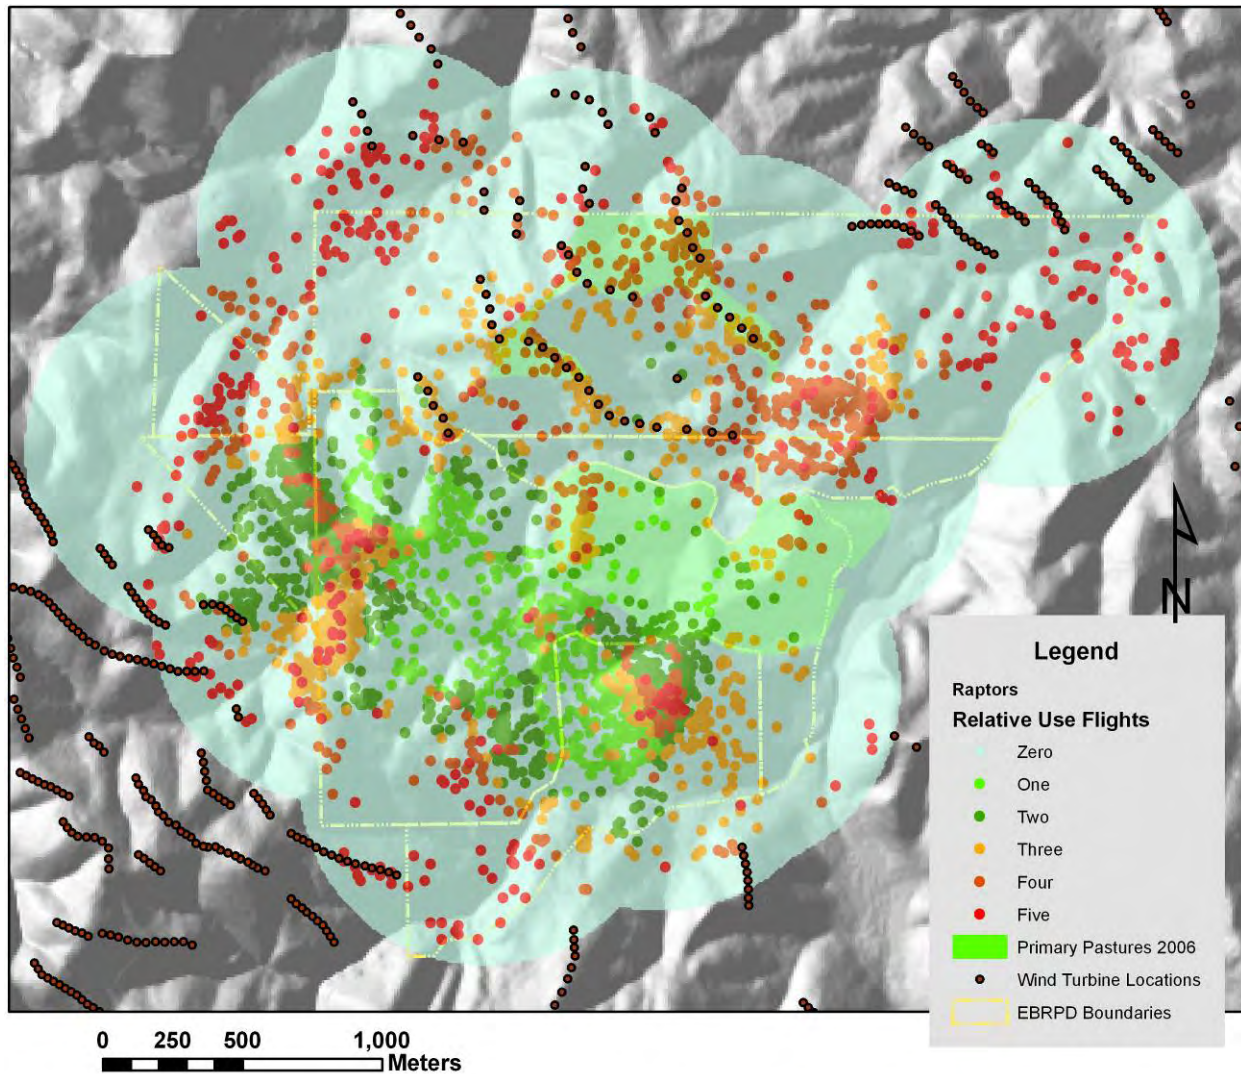 N
Legend
Raptors
Relative Use Flights
Zero
One
Two
Three
Four
Five
Primary Pastures 2006
Wind Turbine Locations
EBRPD Boundaries
0 250 500 1,000
Meters